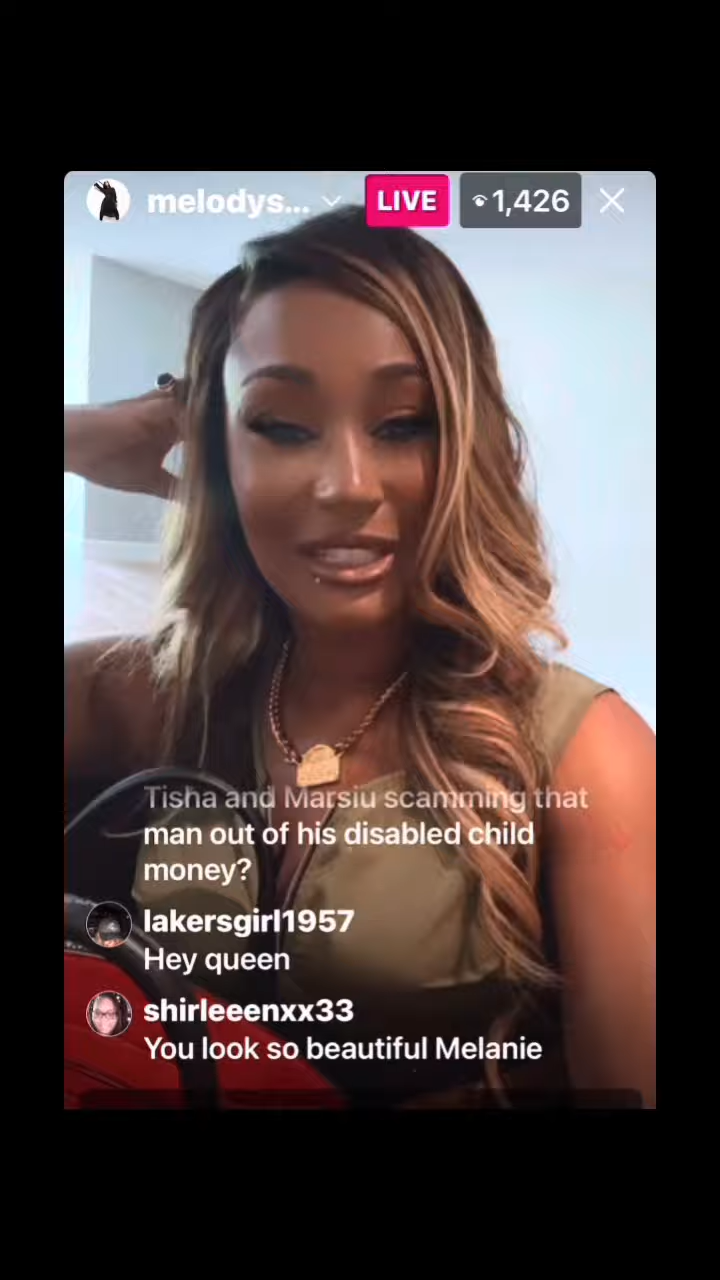 melodys... LIVE 1,426
Tisha and Marsiu scamming that
man out of his disabled child
money?
lakersgirl1957
Hey queen
shirleeenxx33
You look so beautiful Melanie